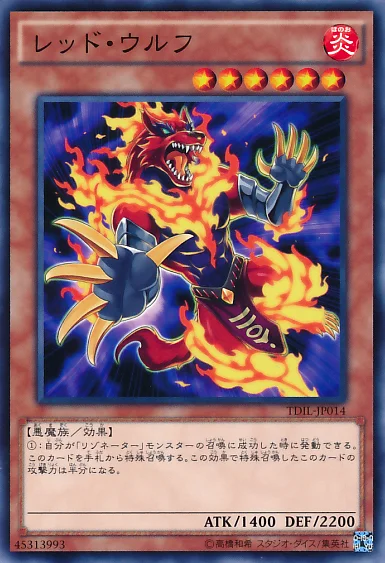 レッド・ウルフ
炎
TDIL-JP014
【悪魔族/効果】
①:自分が「リゾネーター」モンスターの召喚に成功した時に発動できる。
このカードを手札から特殊召喚する。この効果で特殊召喚したこのカードの
攻撃力は半分になる。
ATK/1400 DEF/2200
45313993
©高橋和希 スタジオ・ダイス/集英社